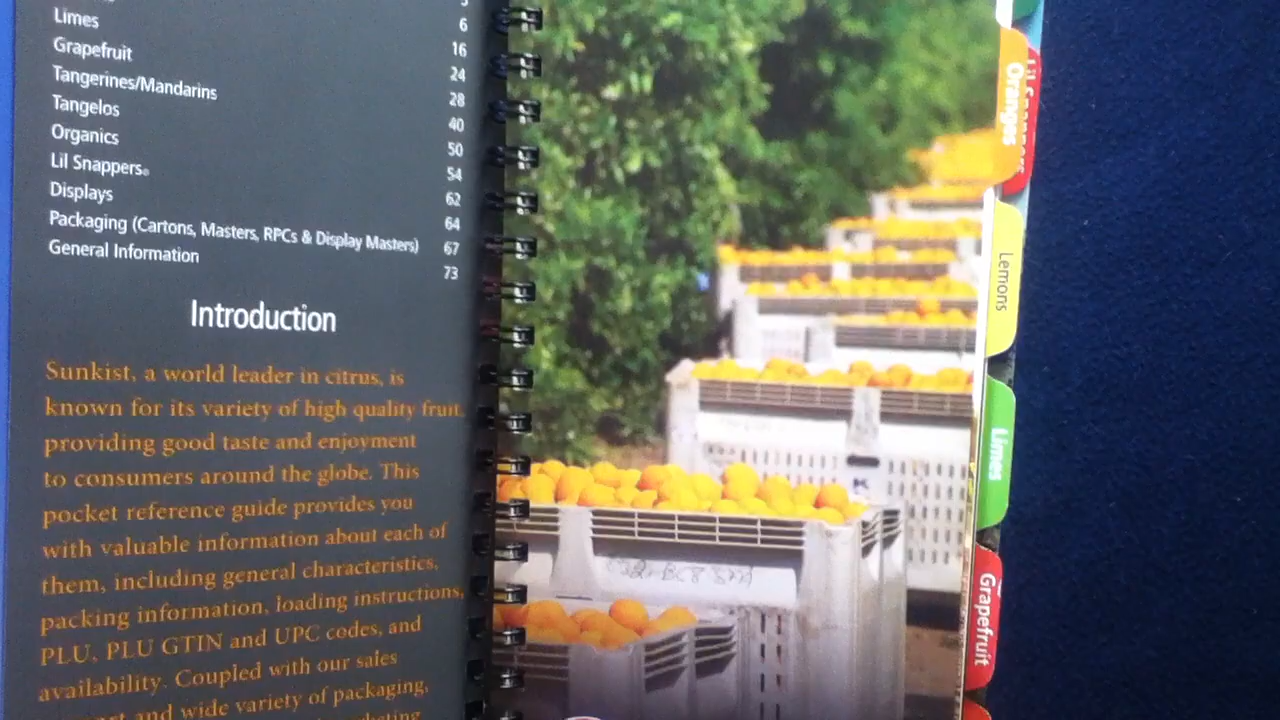 Limes 24
Grapefruit 28
Tangerines/Mandarins 40
Tangelos 50
Organics 54
Lil Snappers® 62
Displays 64
Packaging (Cartons, Masters, RPCs & Display Masters) 67
General Information 73
Introduction
Sunkist, a world leader in citrus, is
known for its variety of high quality fruit,
providing good taste and enjoyment
to consumers around the globe. This
pocket reference guide provides you
with valuable information about each of
them, including general characteristics,
packing information, loading instructions,
PLU, PLU GTIN and UPC codes, and
availability. Coupled with our sales
and wide variety of packaging,
Oranges
Lemons
Limes
Grapefruit